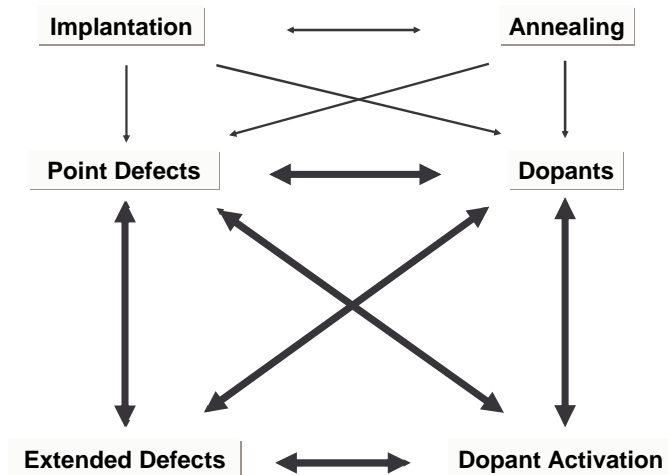 Implantation
Annealing
Point Defects
Dopants
Extended Defects
Dopant Activation